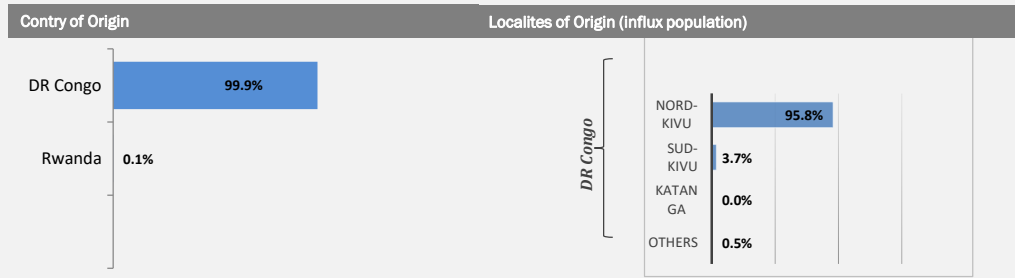 Contry of Origin
DR Congo
99.9%
Rwanda
0.1%
Localites of Origin (influx population)
DR Congo
NORD-
KIVU
95.8%
SUD-
KIVU
3.7%
KATAN
GA
0.0%
OTHERS
0.5%